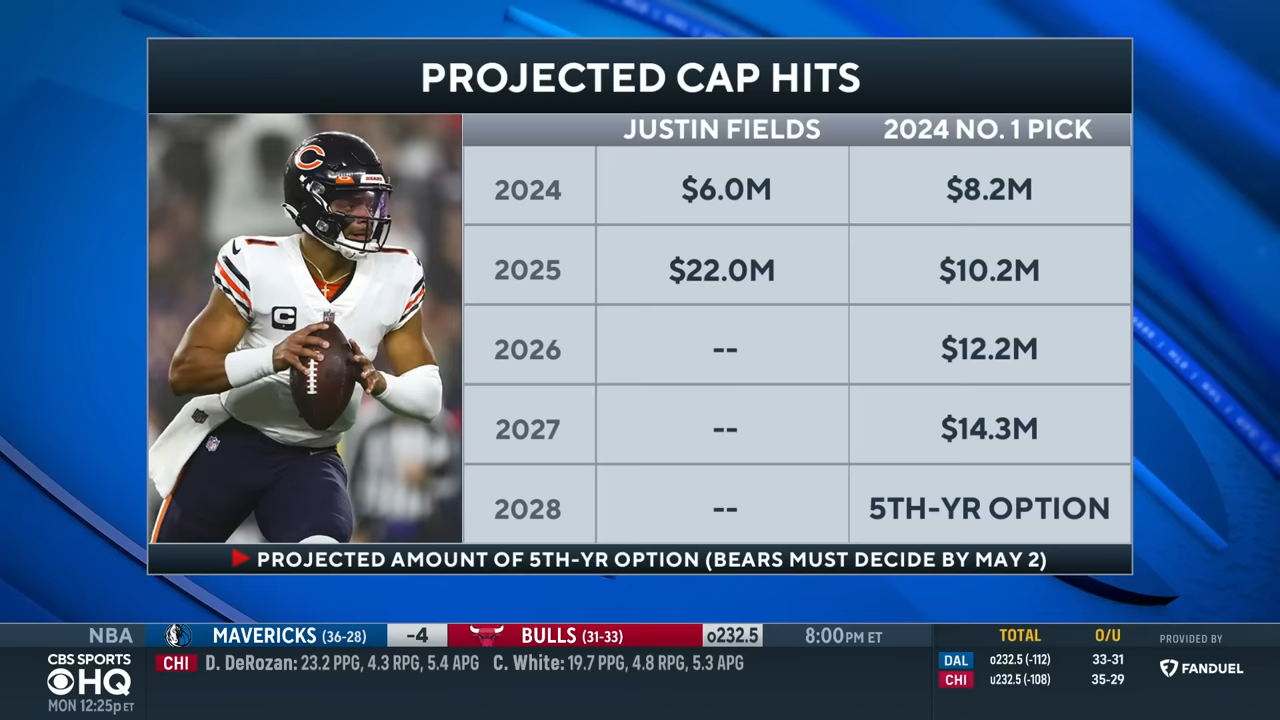 PROJECTED CAP HITS
JUSTIN FIELDS 2024 NO. 1 PICK
2024 $6.0M $8.2M
2025 $22.0M $10.2M
2026 -- $12.2M
2027 -- $14.3M
2028 -- 5TH-YR OPTION
PROJECTED AMOUNT OF 5TH-YR OPTION (BEARS MUST DECIDE BY MAY 2)
NBA MAVERICKS (36-28) -4 BULLS (31-33) o232.5 8:00PM ET
TOTAL O/U PROVIDED BY
CBS SPORTS HQ
MON 12:25P ET
CHI D. DeRozan: 23.2 PPG, 4.3 RPG, 5.4 APG C. White: 19.7 PPG, 4.8 RPG, 5.3 APG
DAL o232.5 (-112) 33-31
CHI u232.5 (-108) 35-29
FANDUEL